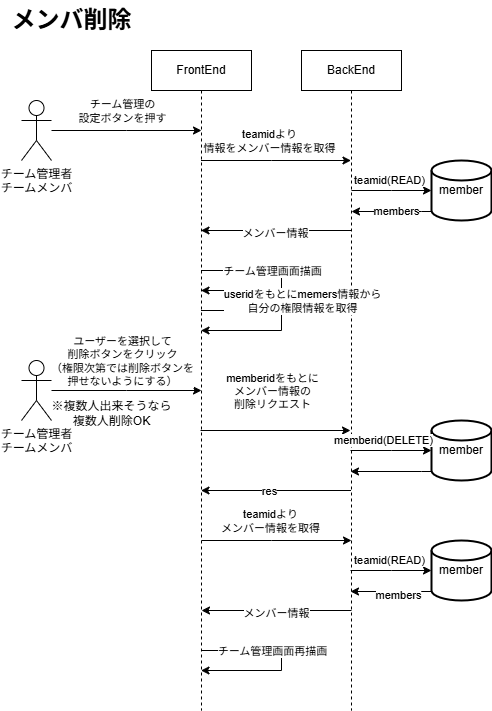 メンバ削除
FrontEnd
BackEnd
チーム管理の
設定ボタンを押す
チーム管理者
チームメンバ
teamidより
情報をメンバー情報を取得
teamid(READ)
member
members
メンバー情報
チーム管理画面描画
useridをもとにmemers情報から
自分の権限情報を取得
ユーザーを選択して
削除ボタンをクリック
（権限次第では削除ボタンを
押せないようにする）
※複数人出来そうなら
複数人削除OK
チーム管理者
チームメンバ
memberidをもとに
メンバー情報の
削除リクエスト
memberid(DELETE)
member
res
teamidより
メンバー情報を取得
teamid(READ)
member
members
メンバー情報
チーム管理画面再描画